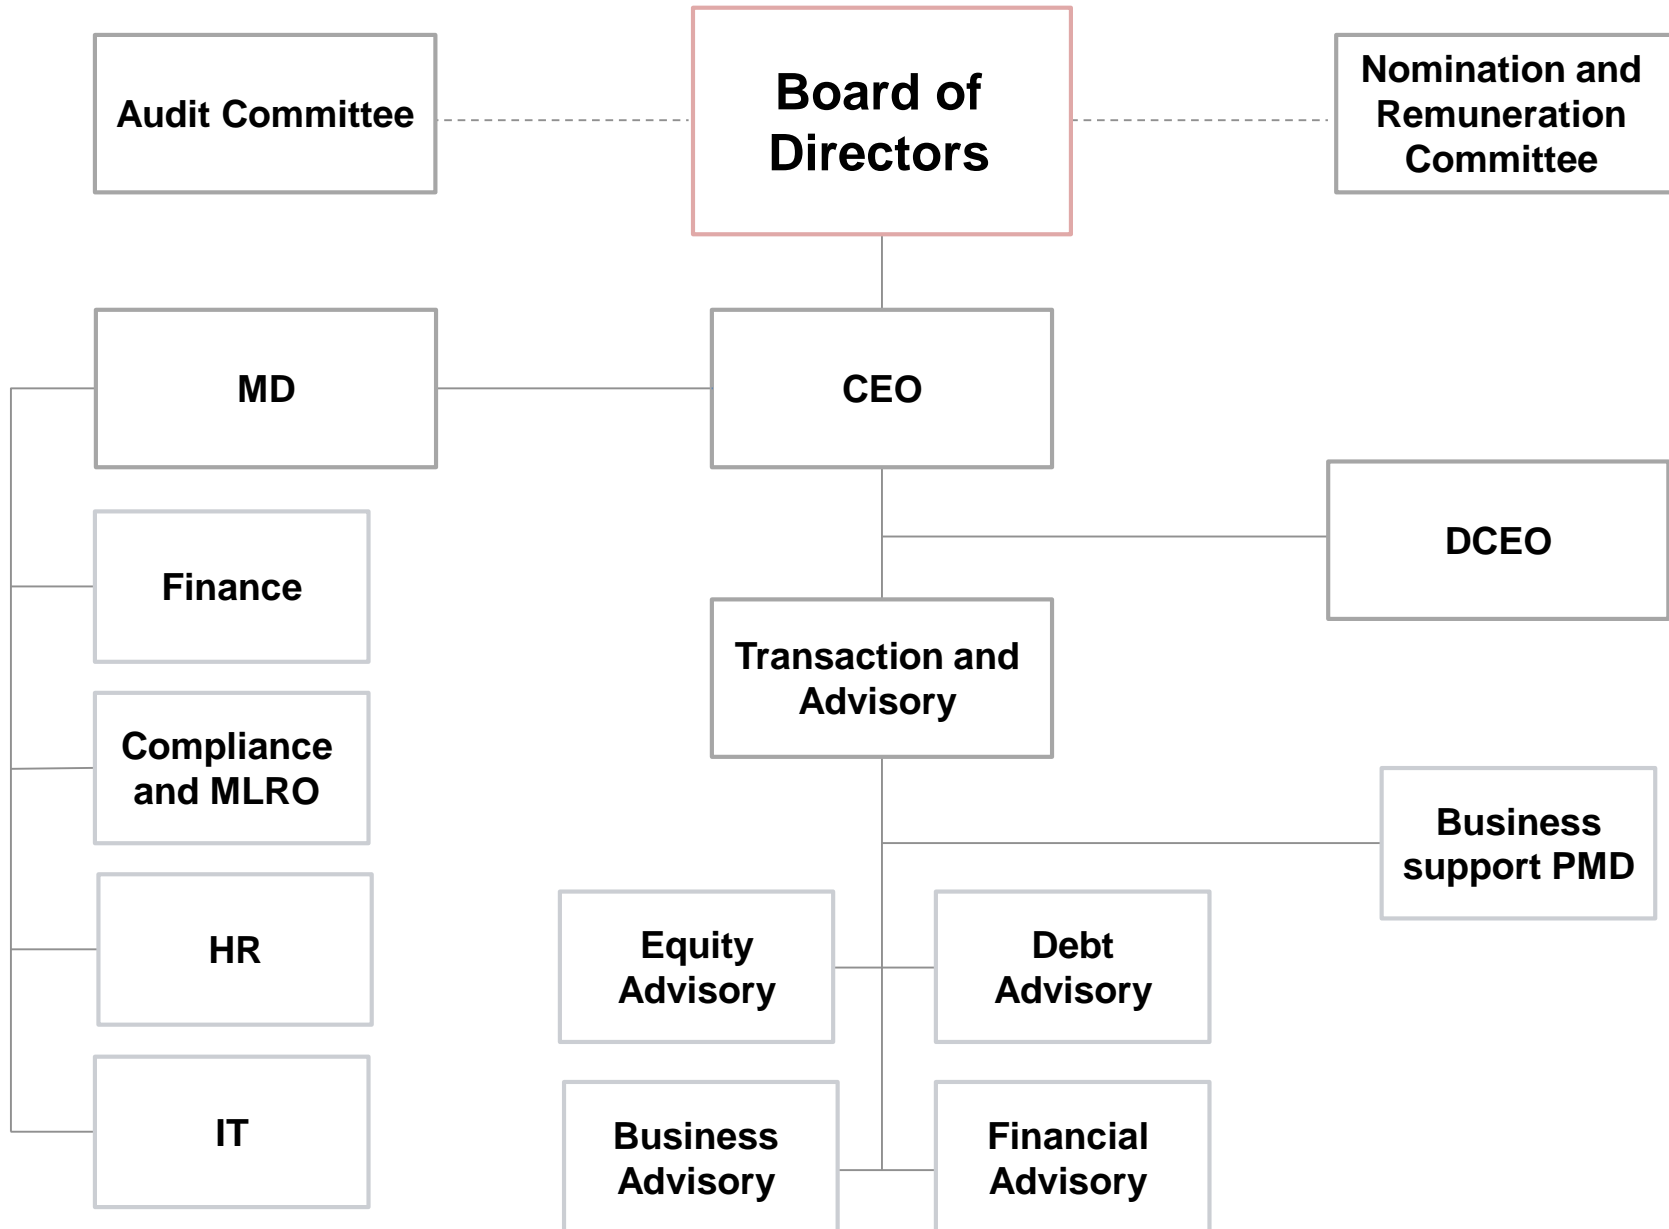 Audit Committee
Board of
Directors
Nomination and
Remuneration
Committee
MD
CEO
DCEO
Finance
Transaction and
Advisory
Compliance
and MLRO
Business
support PMD
HR
Equity
Advisory
Debt
Advisory
IT
Business
Advisory
Financial
Advisory